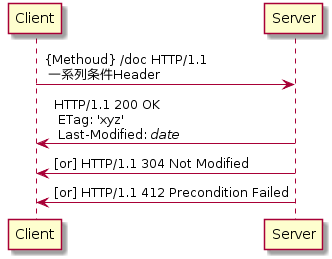 Client Server
{Methoud} /doc HTTP/1.1
一系列条件Header
HTTP/1.1 200 OK
ETag: 'xyz'
Last-Modified: date
[or] HTTP/1.1 304 Not Modified
[or] HTTP/1.1 412 Precondition Failed
Client Server